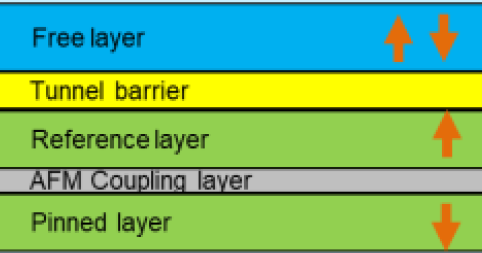 Free layer
Tunnel barrier
Reference layer
AFM Coupling layer
Pinned layer